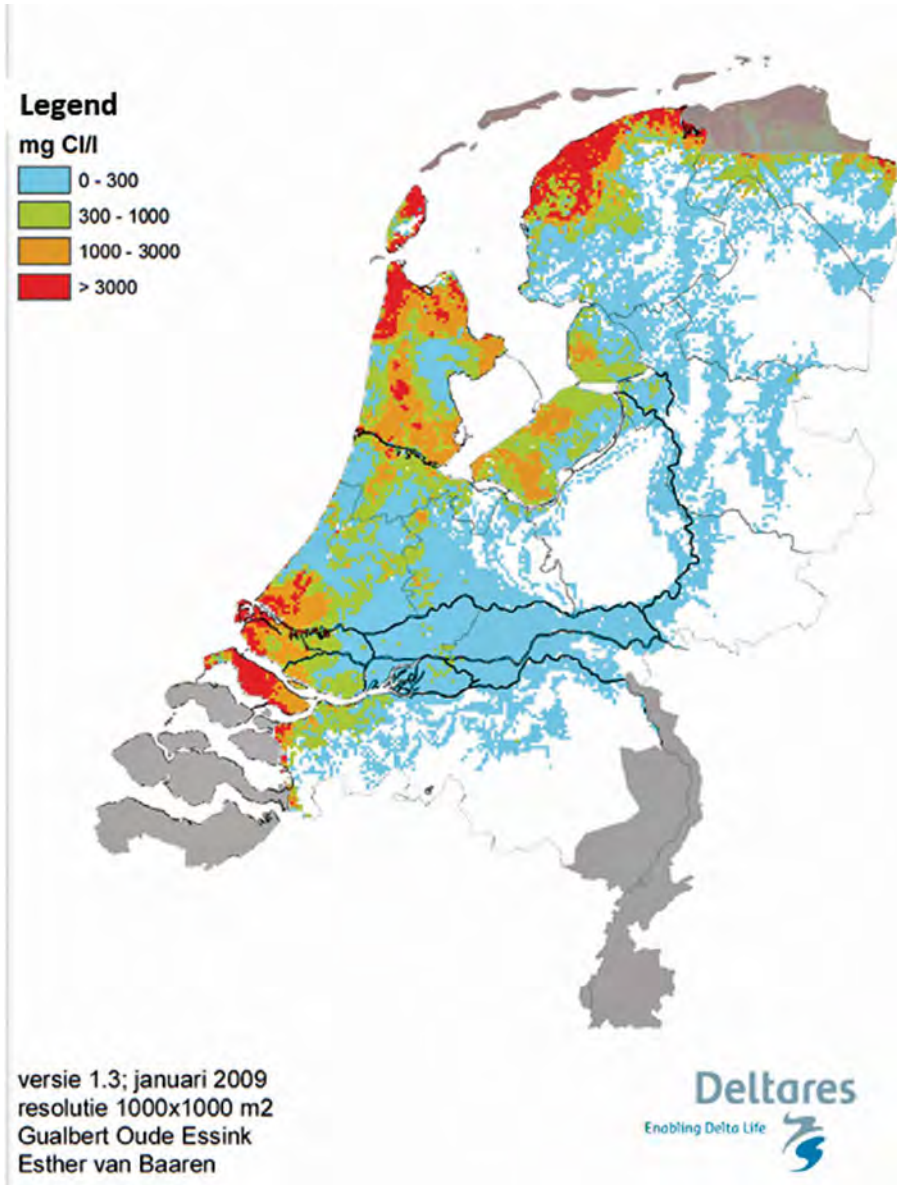 Legend
mg Cl/l
0 - 300
300 - 1000
1000 - 3000
> 3000
versie 1.3; januari 2009
resolutie 1000x1000 m2
Gualbert Oude Essink
Esther van Baaren
Deltares
Enabling Delta Life